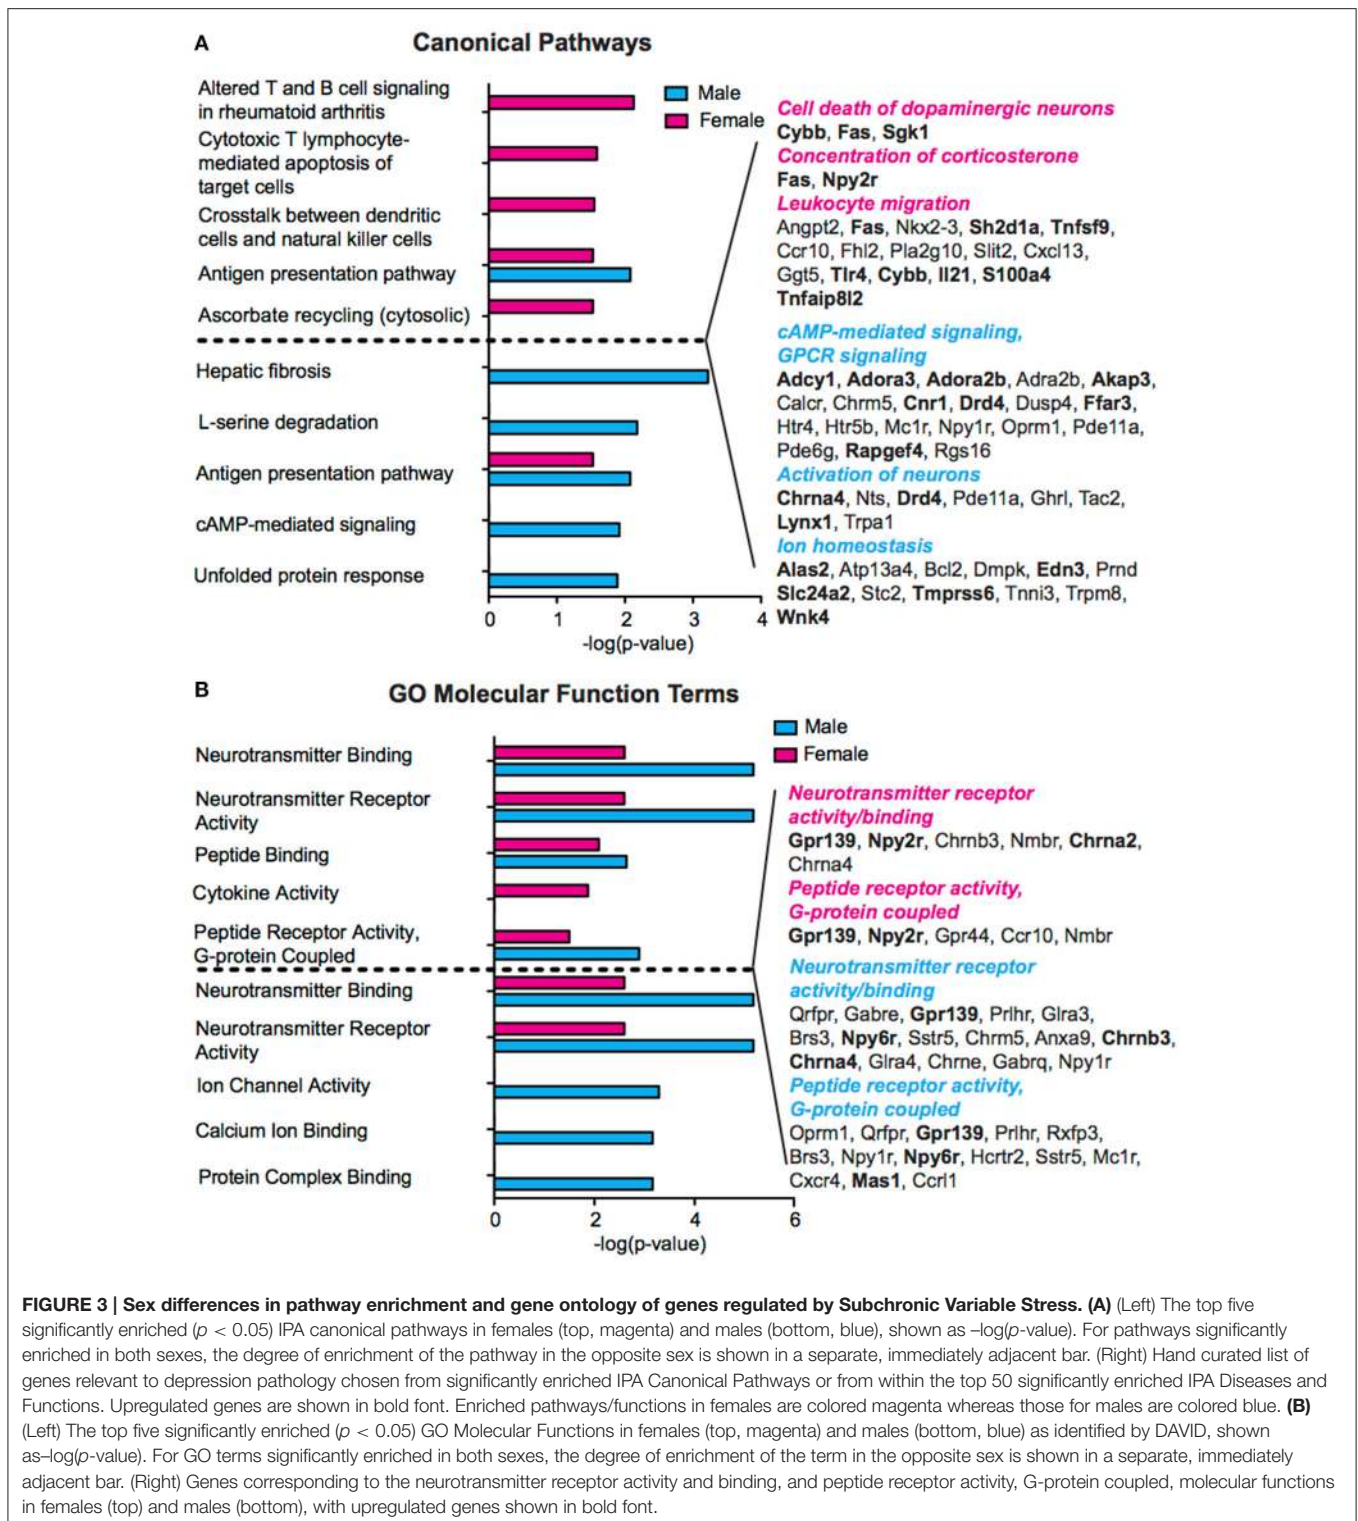 A
Canonical Pathways
Altered T and B cell signaling
in rheumatoid arthritis
Cytotoxic T lymphocyte-
mediated apoptosis of
target cells
Crosstalk between dendritic
cells and natural killer cells
Antigen presentation pathway
Ascorbate recycling (cytosolic)
Hepatic fibrosis
L-serine degradation
Antigen presentation pathway
cAMP-mediated signaling
Unfolded protein response
0 1 2 3 4
-log(p-value)
Male
Female
Cell death of dopaminergic neurons
Cybb, Fas, Sgk1
Concentration of corticosterone
Fas, Npy2r
Leukocyte migration
Angpt2, Fas, Nkx2-3, Sh2d1a, Tnfsf9,
Ccr10, Fhl2, Pla2g10, Slit2, Cxcl13,
Ggt5, Tlr4, Cybb, Il21, S100a4
Tnfaip8l2
cAMP-mediated signaling,
GPCR signaling
Adcy1, Adora3, Adora2b, Adra2b, Akap3,
Calcr, Chrm5, Cnr1, Drd4, Dusp4, Ffar3,
Htr4, Htr5b, Mc1r, Npy1r, Oprm1, Pde11a,
Pde6g, Rapgef4, Rgs16
Activation of neurons
Chrna4, Nts, Drd4, Pde11a, Ghrl, Tac2,
Lynx1, Trpa1
Ion homeostasis
Alas2, Atp13a4, Bcl2, Dmpk, Edn3, Prnd
Slc24a2, Stc2, Tmprss6, Tnni3, Trpm8,
Wnk4
B
GO Molecular Function Terms
Neurotransmitter Binding
Neurotransmitter Receptor
Activity
Peptide Binding
Cytokine Activity
Peptide Receptor Activity,
G-protein Coupled
Neurotransmitter Binding
Neurotransmitter Receptor
Activity
Ion Channel Activity
Calcium Ion Binding
Protein Complex Binding
0 2 4 6
-log(p-value)
Male
Female
Neurotransmitter receptor
activity/binding
Gpr139, Npy2r, Chrnb3, Nmbr, Chrna2,
Chrna4
Peptide receptor activity,
G-protein coupled
Gpr139, Npy2r, Gpr44, Ccr10, Nmbr
Neurotransmitter receptor
activity/binding
Qrfpr, Gabre, Gpr139, Prlhr, Glra3,
Brs3, Npy6r, Sstr5, Chrm5, Anxa9, Chrnb3,
Chrna4, Glra4, Chrne, Gabrq, Npy1r
Peptide receptor activity,
G-protein coupled
Oprm1, Qrfpr, Gpr139, Prlhr, Rxfp3,
Brs3, Npy1r, Npy6r, Hcrtr2, Sstr5, Mc1r,
Cxcr4, Mas1, Ccrl1
FIGURE 3 | Sex differences in pathway enrichment and gene ontology of genes regulated by Subchronic Variable Stress. (A) (Left) The top five
significantly enriched (p < 0.05) IPA canonical pathways in females (top, magenta) and males (bottom, blue), shown as –log(p-value). For pathways significantly
enriched in both sexes, the degree of enrichment of the pathway in the opposite sex is shown in a separate, immediately adjacent bar. (Right) Hand curated list of
genes relevant to depression pathology chosen from significantly enriched IPA Canonical Pathways or from within the top 50 significantly enriched IPA Diseases and
Functions. Upregulated genes are shown in bold font. Enriched pathways/functions in females are colored magenta whereas those for males are colored blue. (B)
(Left) The top five significantly enriched (p < 0.05) GO Molecular Functions in females (top, magenta) and males (bottom, blue) as identified by DAVID, shown
as–log(p-value). For GO terms significantly enriched in both sexes, the degree of enrichment of the term in the opposite sex is shown in a separate, immediately
adjacent bar. (Right) Genes corresponding to the neurotransmitter receptor activity and binding, and peptide receptor activity, G-protein coupled, molecular functions
in females (top) and males (bottom), with upregulated genes shown in bold font.